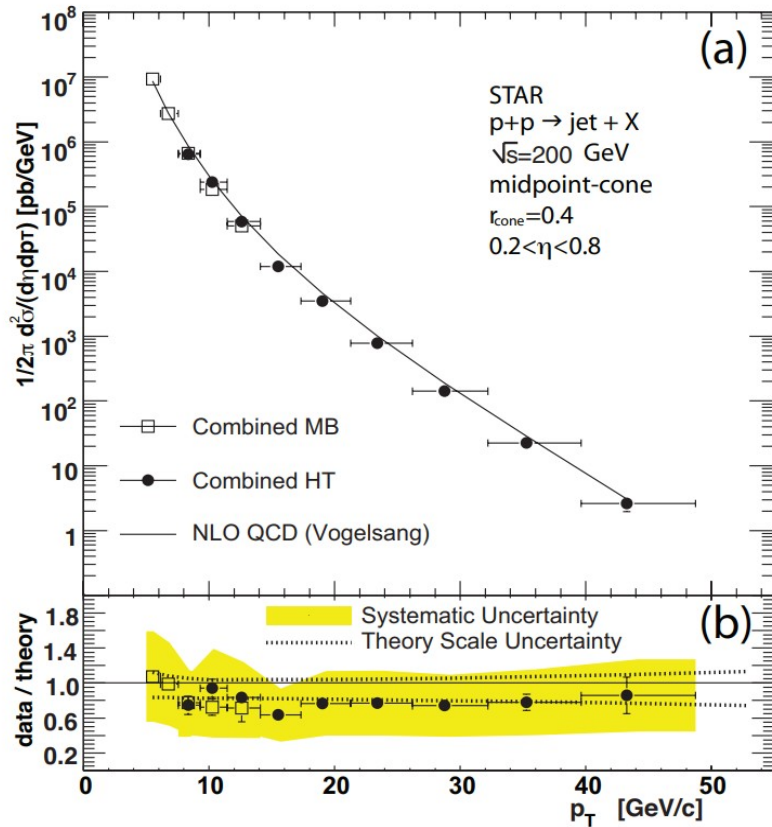 (a)
10⁸
10⁷
10⁶
10⁵
10⁴
10³
10²
10
1
1/2π d²σ/(dηdpT) [pb/GeV]
STAR
p+p → jet + X
√s=200 GeV
midpoint-cone
r_cone=0.4
0.2<η<0.8
Combined MB
Combined HT
NLO QCD (Vogelsang)
(b)
Systematic Uncertainty
Theory Scale Uncertainty
1.8
1.4
1.0
0.6
0.2
data / theory
0 10 20 30 40 50
p_T [GeV/c]